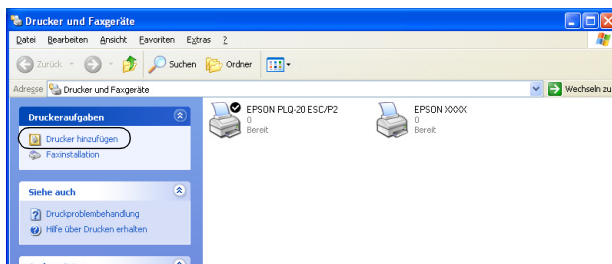 Drucker und Faxgeräte
Datei Bearbeiten Ansicht Favoriten Extras ?
Zurück Suchen Ordner
Adresse Drucker und Faxgeräte Wechseln zu
Druckeraufgaben
Drucker hinzufügen
Faxinstallation
Siehe auch
Druckproblembehandlung
Hilfe über Drucken erhalten
EPSON PLQ-20 ESC/P2
0
Bereit
EPSON XXXX
0
Bereit